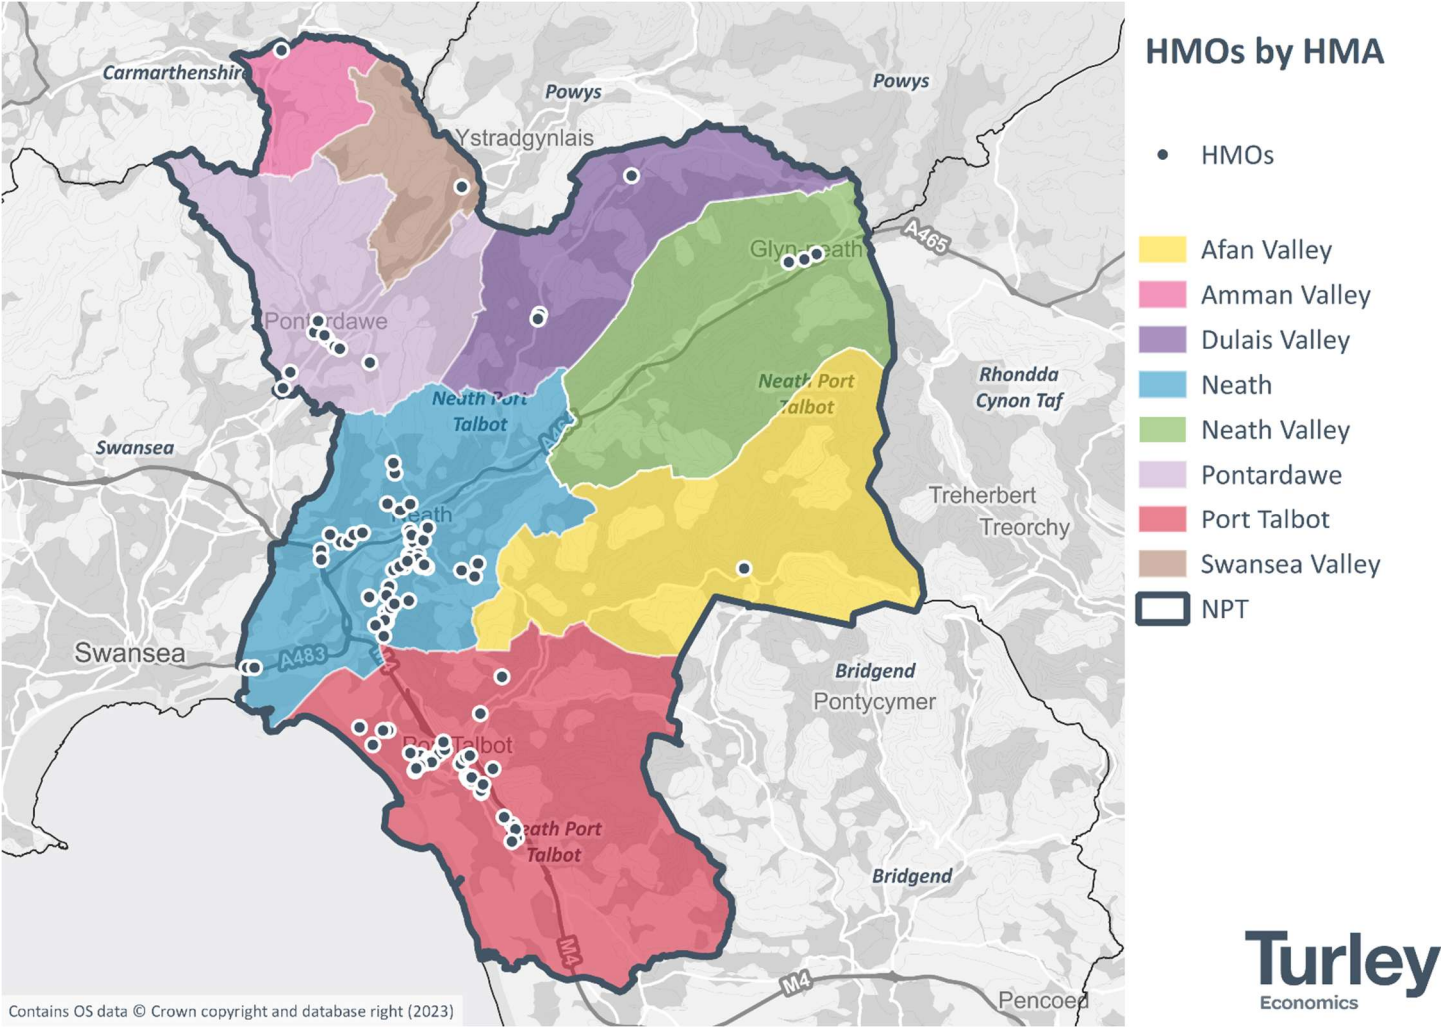 HMOs by HMA
HMOs
Afan Valley
Amman Valley
Dulais Valley
Neath
Neath Valley
Pontardawe
Port Talbot
Swansea Valley
NPT
Carmarthenshire
Powys
Powys
Ystradgynlais
A465
Glyn-neath
Pontardawe
Neath Port
Talbot
Neath Port
Talbot
Rhondda
Cynon Taf
Swansea
Treherbert
Treorchy
Neath
Swansea
A483
M4
Bridgend
Pontycymer
Port Talbot
Neath Port
Talbot
Bridgend
M4
M4
Pencoed
Contains OS data © Crown copyright and database right (2023)
Turley
Economics